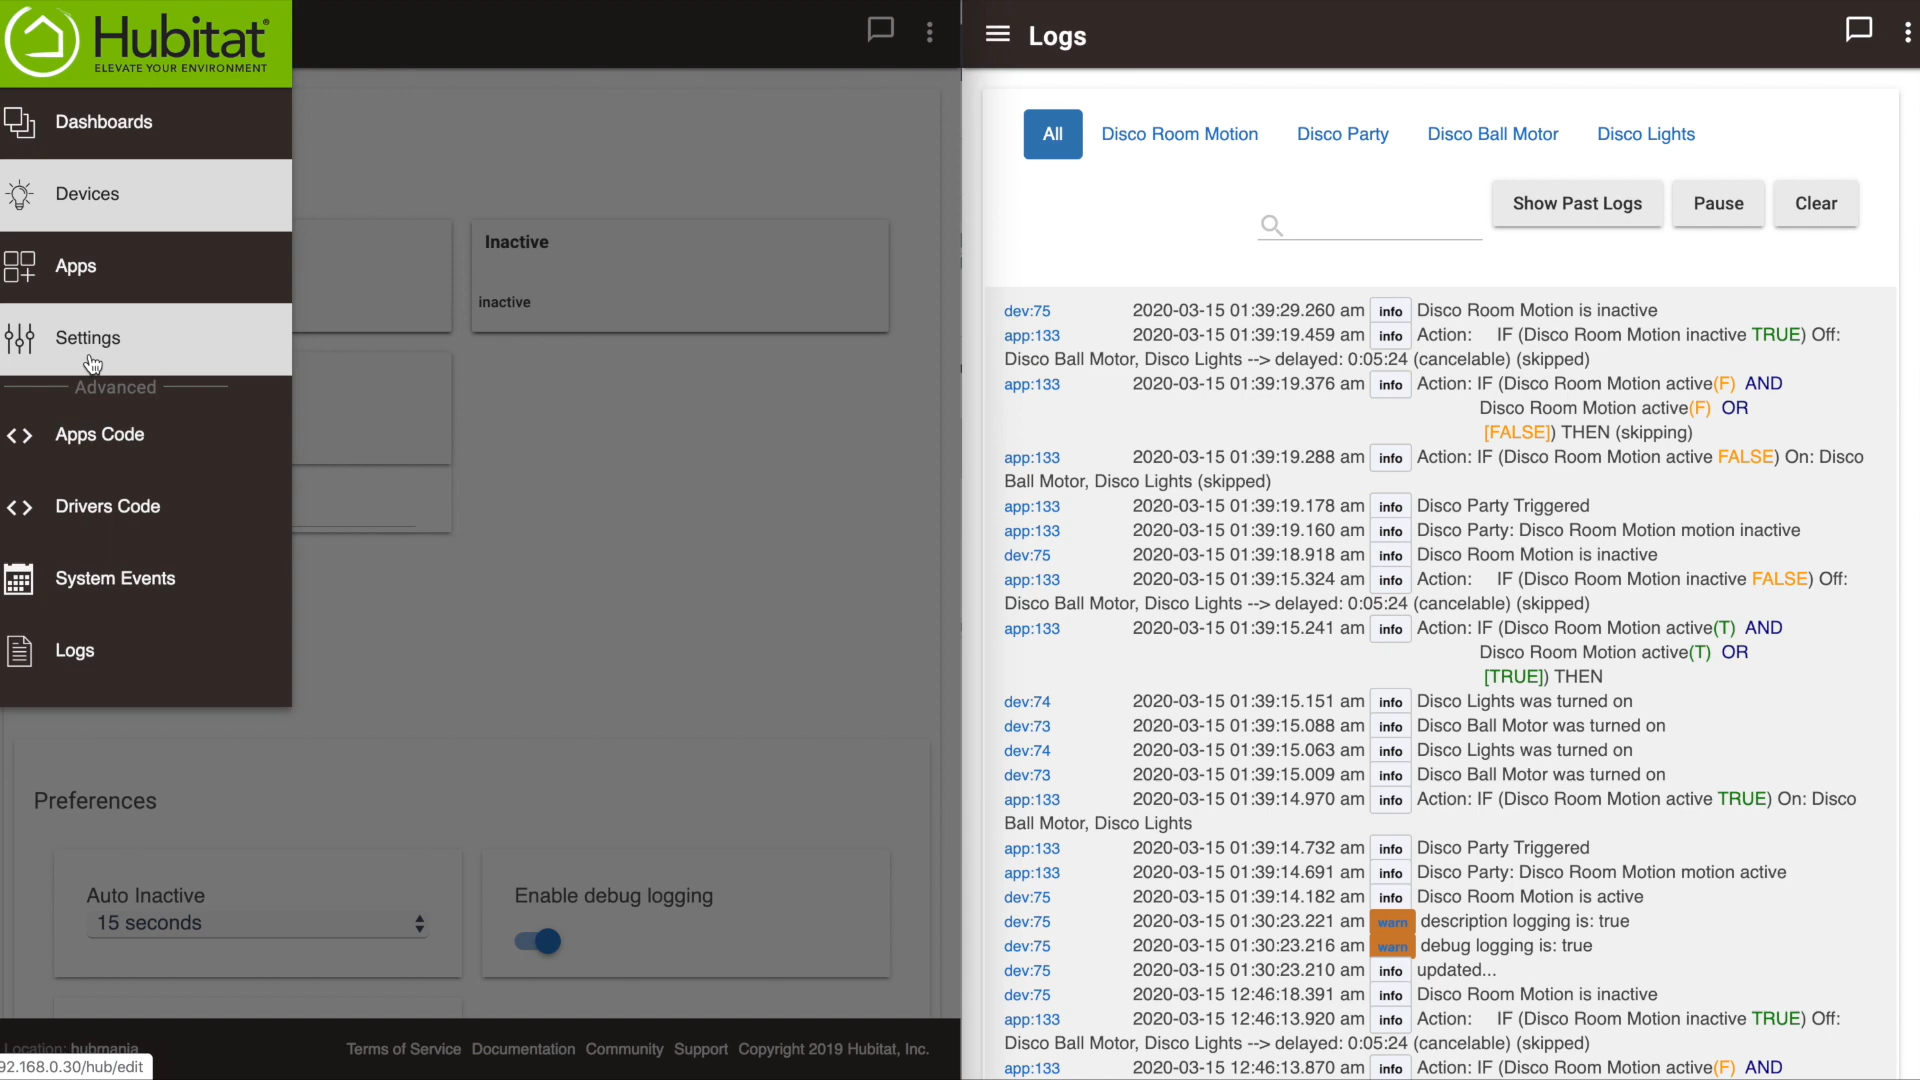 Hubitat®
ELEVATE YOUR ENVIRONMENT
Dashboards
Devices
Apps
Settings
Advanced
Apps Code
Drivers Code
System Events
Logs
Inactive
inactive
Preferences
Auto Inactive
15 seconds
Enable debug logging
Location: hubmania
Terms of Service Documentation Community Support Copyright 2019 Hubitat, Inc.
92.168.0.30/hub/edit
Logs
All Disco Room Motion Disco Party Disco Ball Motor Disco Lights
Show Past Logs Pause Clear
dev:75 2020-03-15 01:39:29.260 am info Disco Room Motion is inactive
app:133 2020-03-15 01:39:19.459 am info Action: IF (Disco Room Motion inactive TRUE) Off:
Disco Ball Motor, Disco Lights --> delayed: 0:05:24 (cancelable) (skipped)
app:133 2020-03-15 01:39:19.376 am info Action: IF (Disco Room Motion active(F) AND
Disco Room Motion active(F) OR
[FALSE]) THEN (skipping)
app:133 2020-03-15 01:39:19.288 am info Action: IF (Disco Room Motion active FALSE) On: Disco
Ball Motor, Disco Lights (skipped)
app:133 2020-03-15 01:39:19.178 am info Disco Party Triggered
app:133 2020-03-15 01:39:19.160 am info Disco Party: Disco Room Motion motion inactive
dev:75 2020-03-15 01:39:18.918 am info Disco Room Motion is inactive
app:133 2020-03-15 01:39:15.324 am info Action: IF (Disco Room Motion inactive FALSE) Off:
Disco Ball Motor, Disco Lights --> delayed: 0:05:24 (cancelable) (skipped)
app:133 2020-03-15 01:39:15.241 am info Action: IF (Disco Room Motion active(T) AND
Disco Room Motion active(T) OR
[TRUE]) THEN
dev:74 2020-03-15 01:39:15.151 am info Disco Lights was turned on
dev:73 2020-03-15 01:39:15.088 am info Disco Ball Motor was turned on
dev:74 2020-03-15 01:39:15.063 am info Disco Lights was turned on
dev:73 2020-03-15 01:39:15.009 am info Disco Ball Motor was turned on
app:133 2020-03-15 01:39:14.970 am info Action: IF (Disco Room Motion active TRUE) On: Disco
Ball Motor, Disco Lights
app:133 2020-03-15 01:39:14.732 am info Disco Party Triggered
app:133 2020-03-15 01:39:14.691 am info Disco Party: Disco Room Motion motion active
dev:75 2020-03-15 01:39:14.182 am info Disco Room Motion is active
dev:75 2020-03-15 01:30:23.221 am warn description logging is: true
dev:75 2020-03-15 01:30:23.216 am warn debug logging is: true
dev:75 2020-03-15 01:30:23.210 am info updated...
dev:75 2020-03-15 12:46:18.391 am info Disco Room Motion is inactive
app:133 2020-03-15 12:46:13.920 am info Action: IF (Disco Room Motion inactive TRUE) Off:
Disco Ball Motor, Disco Lights --> delayed: 0:05:24 (cancelable) (skipped)
app:133 2020-03-15 12:46:13.870 am info Action: IF (Disco Room Motion active(F) AND